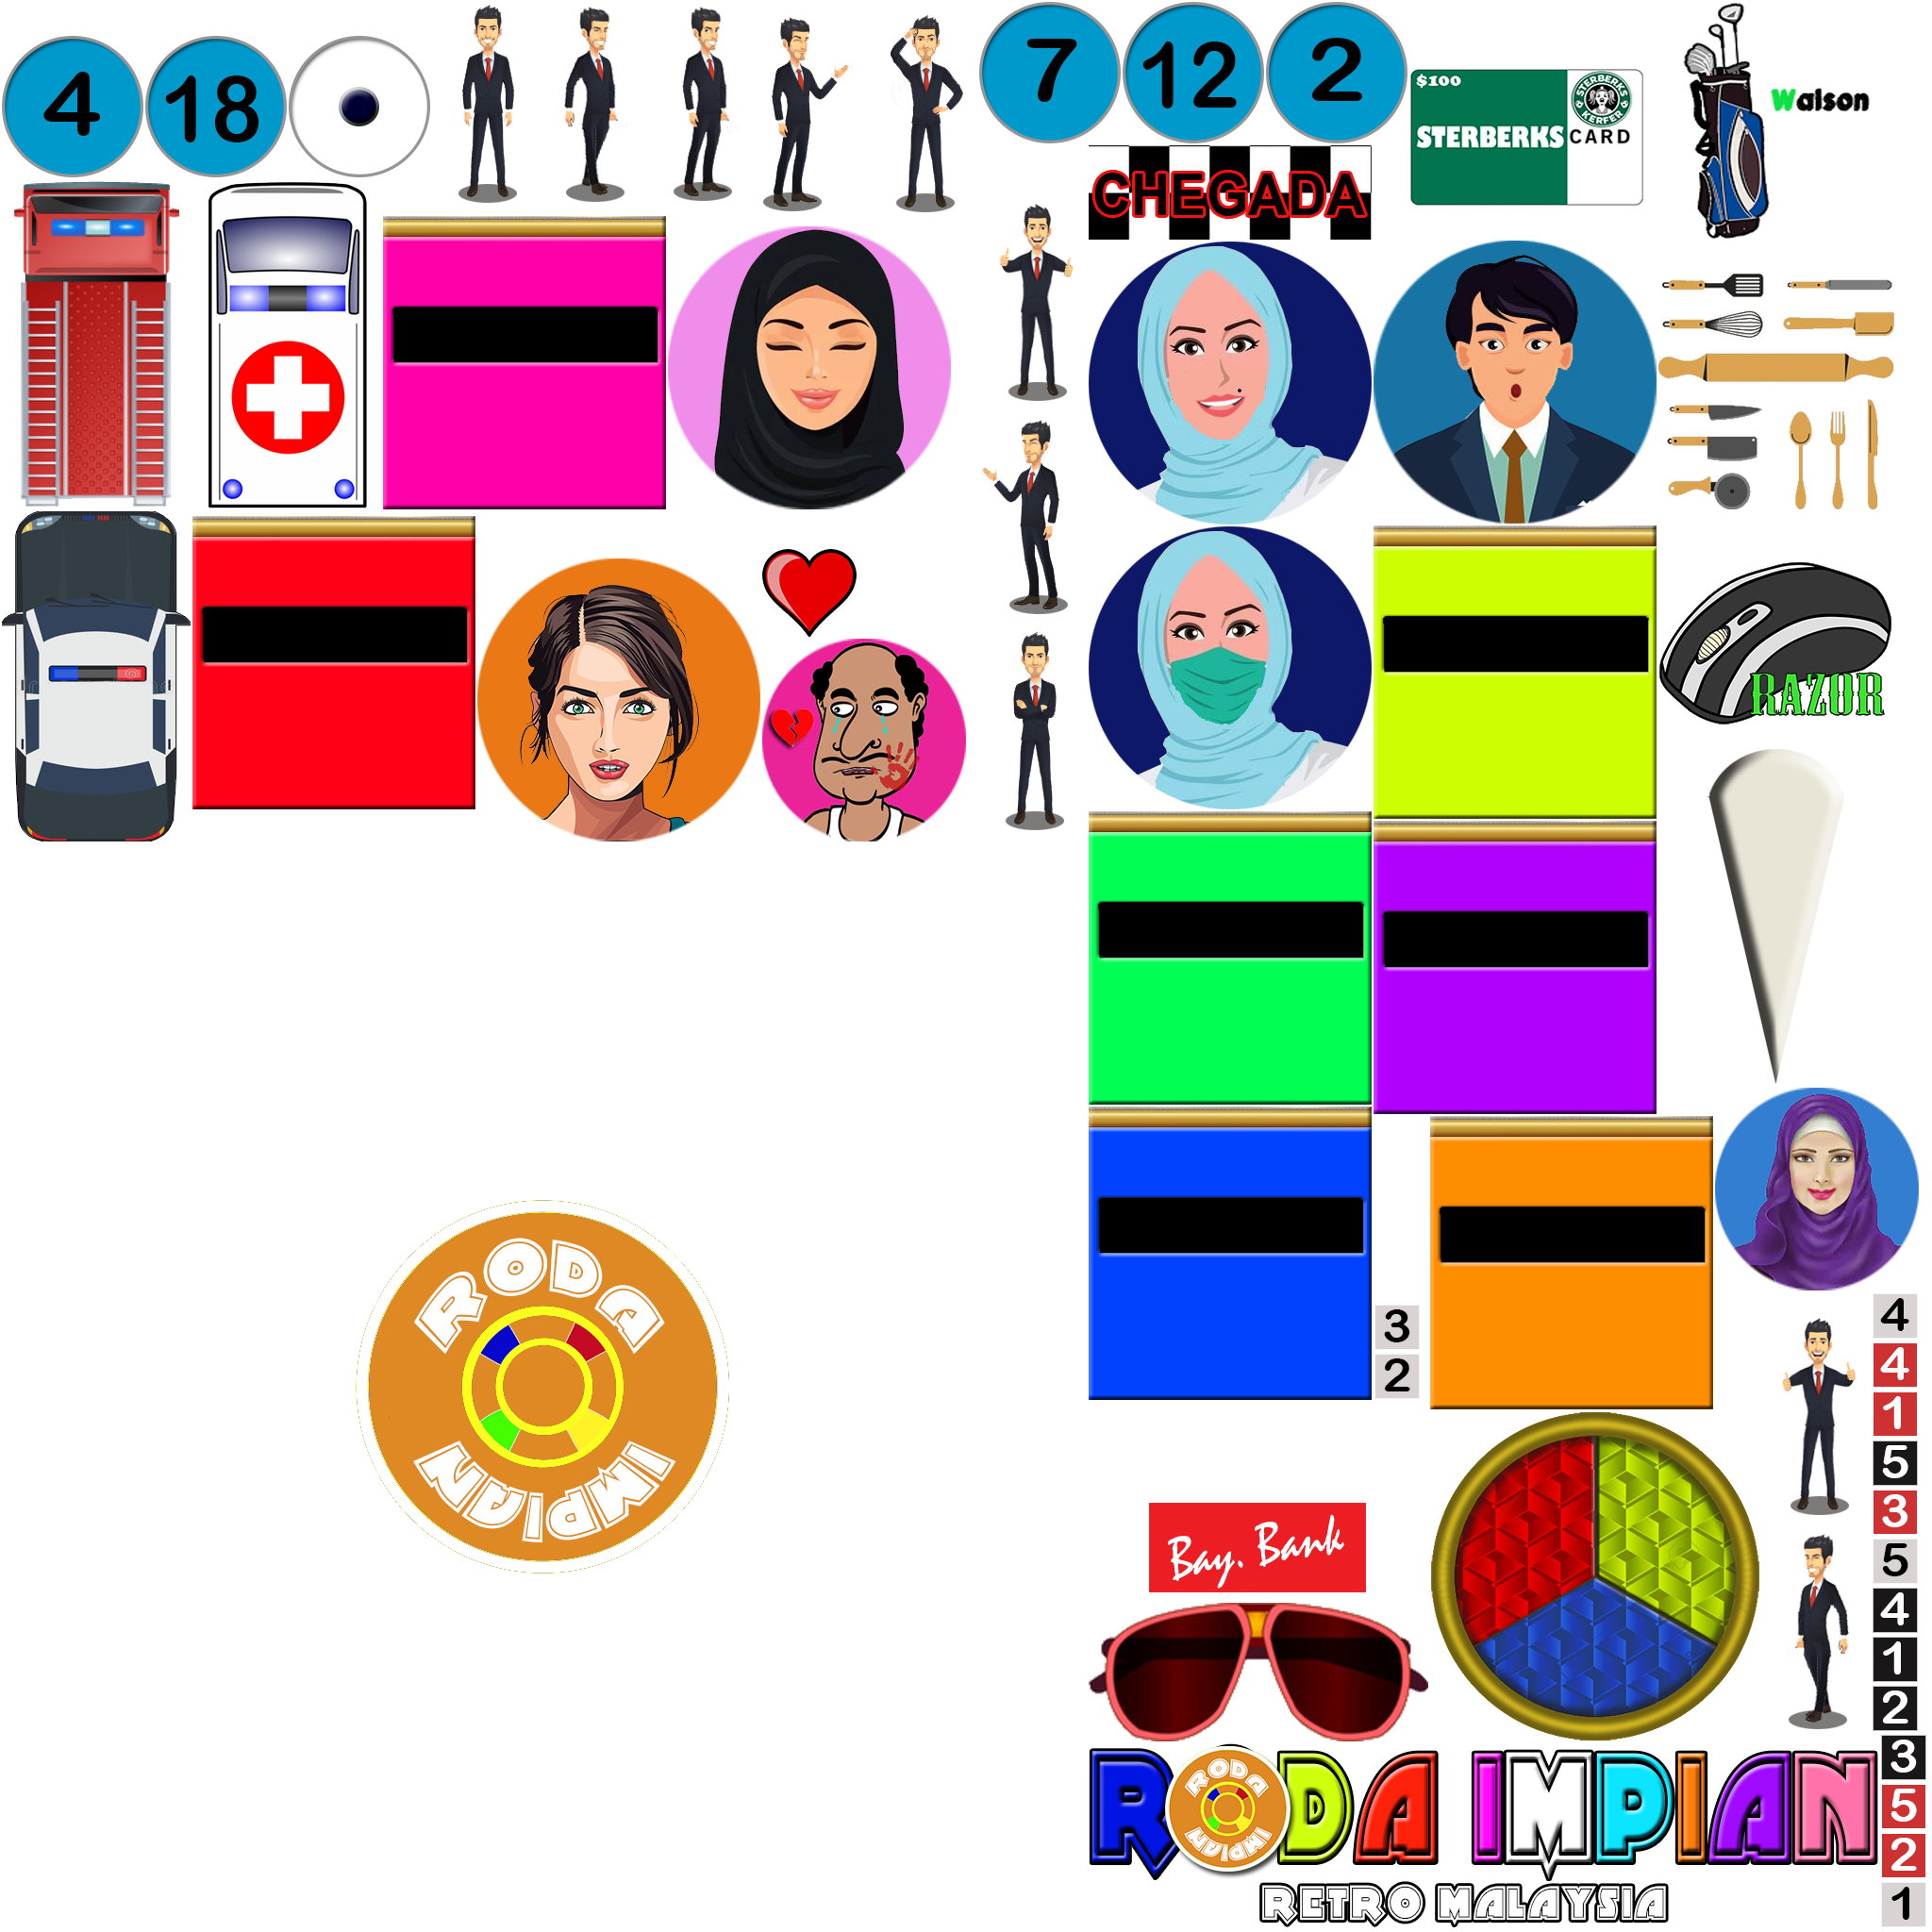 4
18
7
12
2
$100
STERBERKS
KERFER
STERBERKS CARD
Walson
CHEGADA
RAZOR
RODA
IMPIAN
3
2
4
4
1
5
3
5
4
1
2
3
5
2
1
Bay. Bank
RODA IMPIAN
RODA
IMPIAN
RETRO MALAYSIA